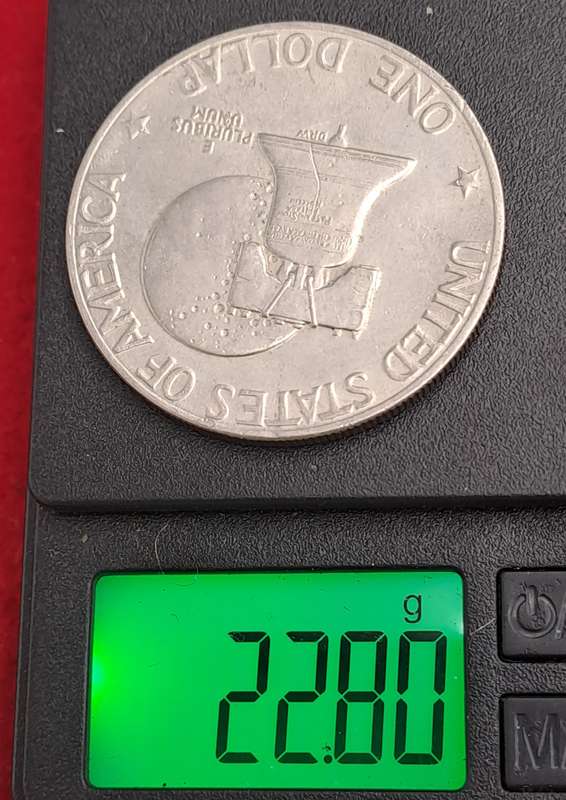 UNITED STATES OF AMERICA
ONE DOLLAR
E
PLURIBUS
UNUM
g
22.80